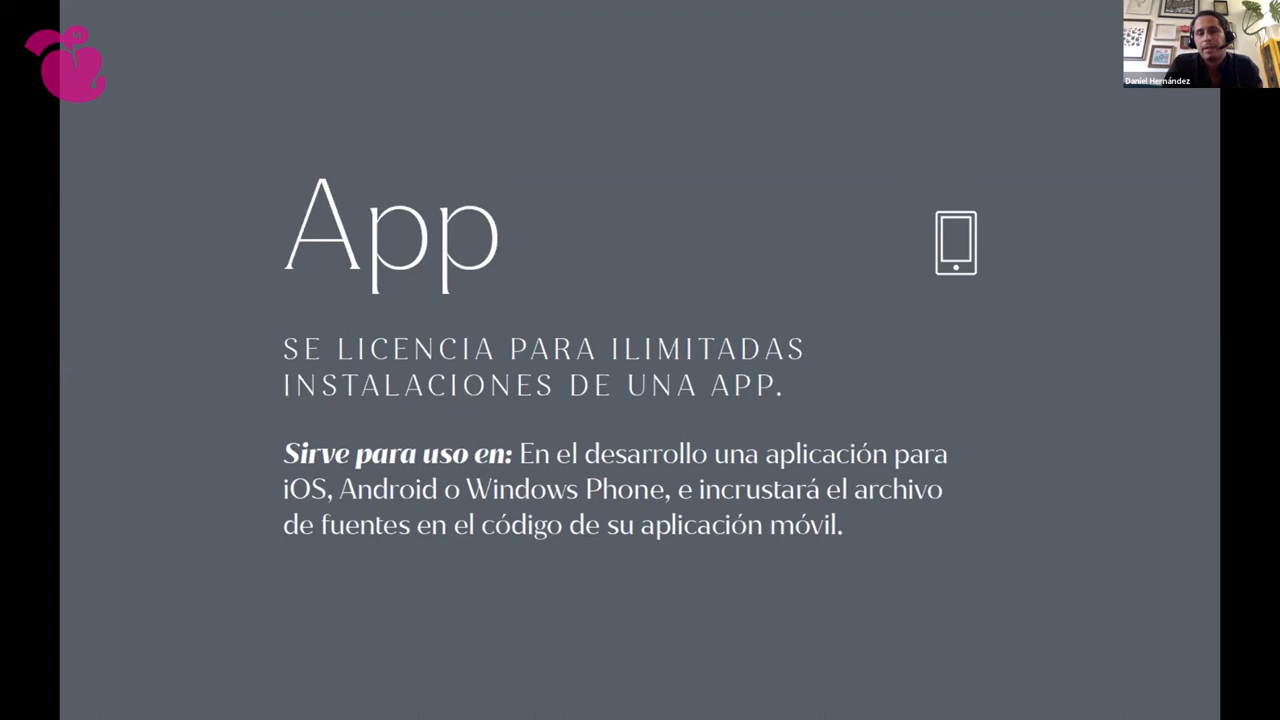 Daniel Hernández
App
SE LICENCIA PARA ILIMITADAS
INSTALACIONES DE UNA APP.
Sirve para uso en: En el desarrollo una aplicación para
iOS, Android o Windows Phone, e incrustará el archivo
de fuentes en el código de su aplicación móvil.